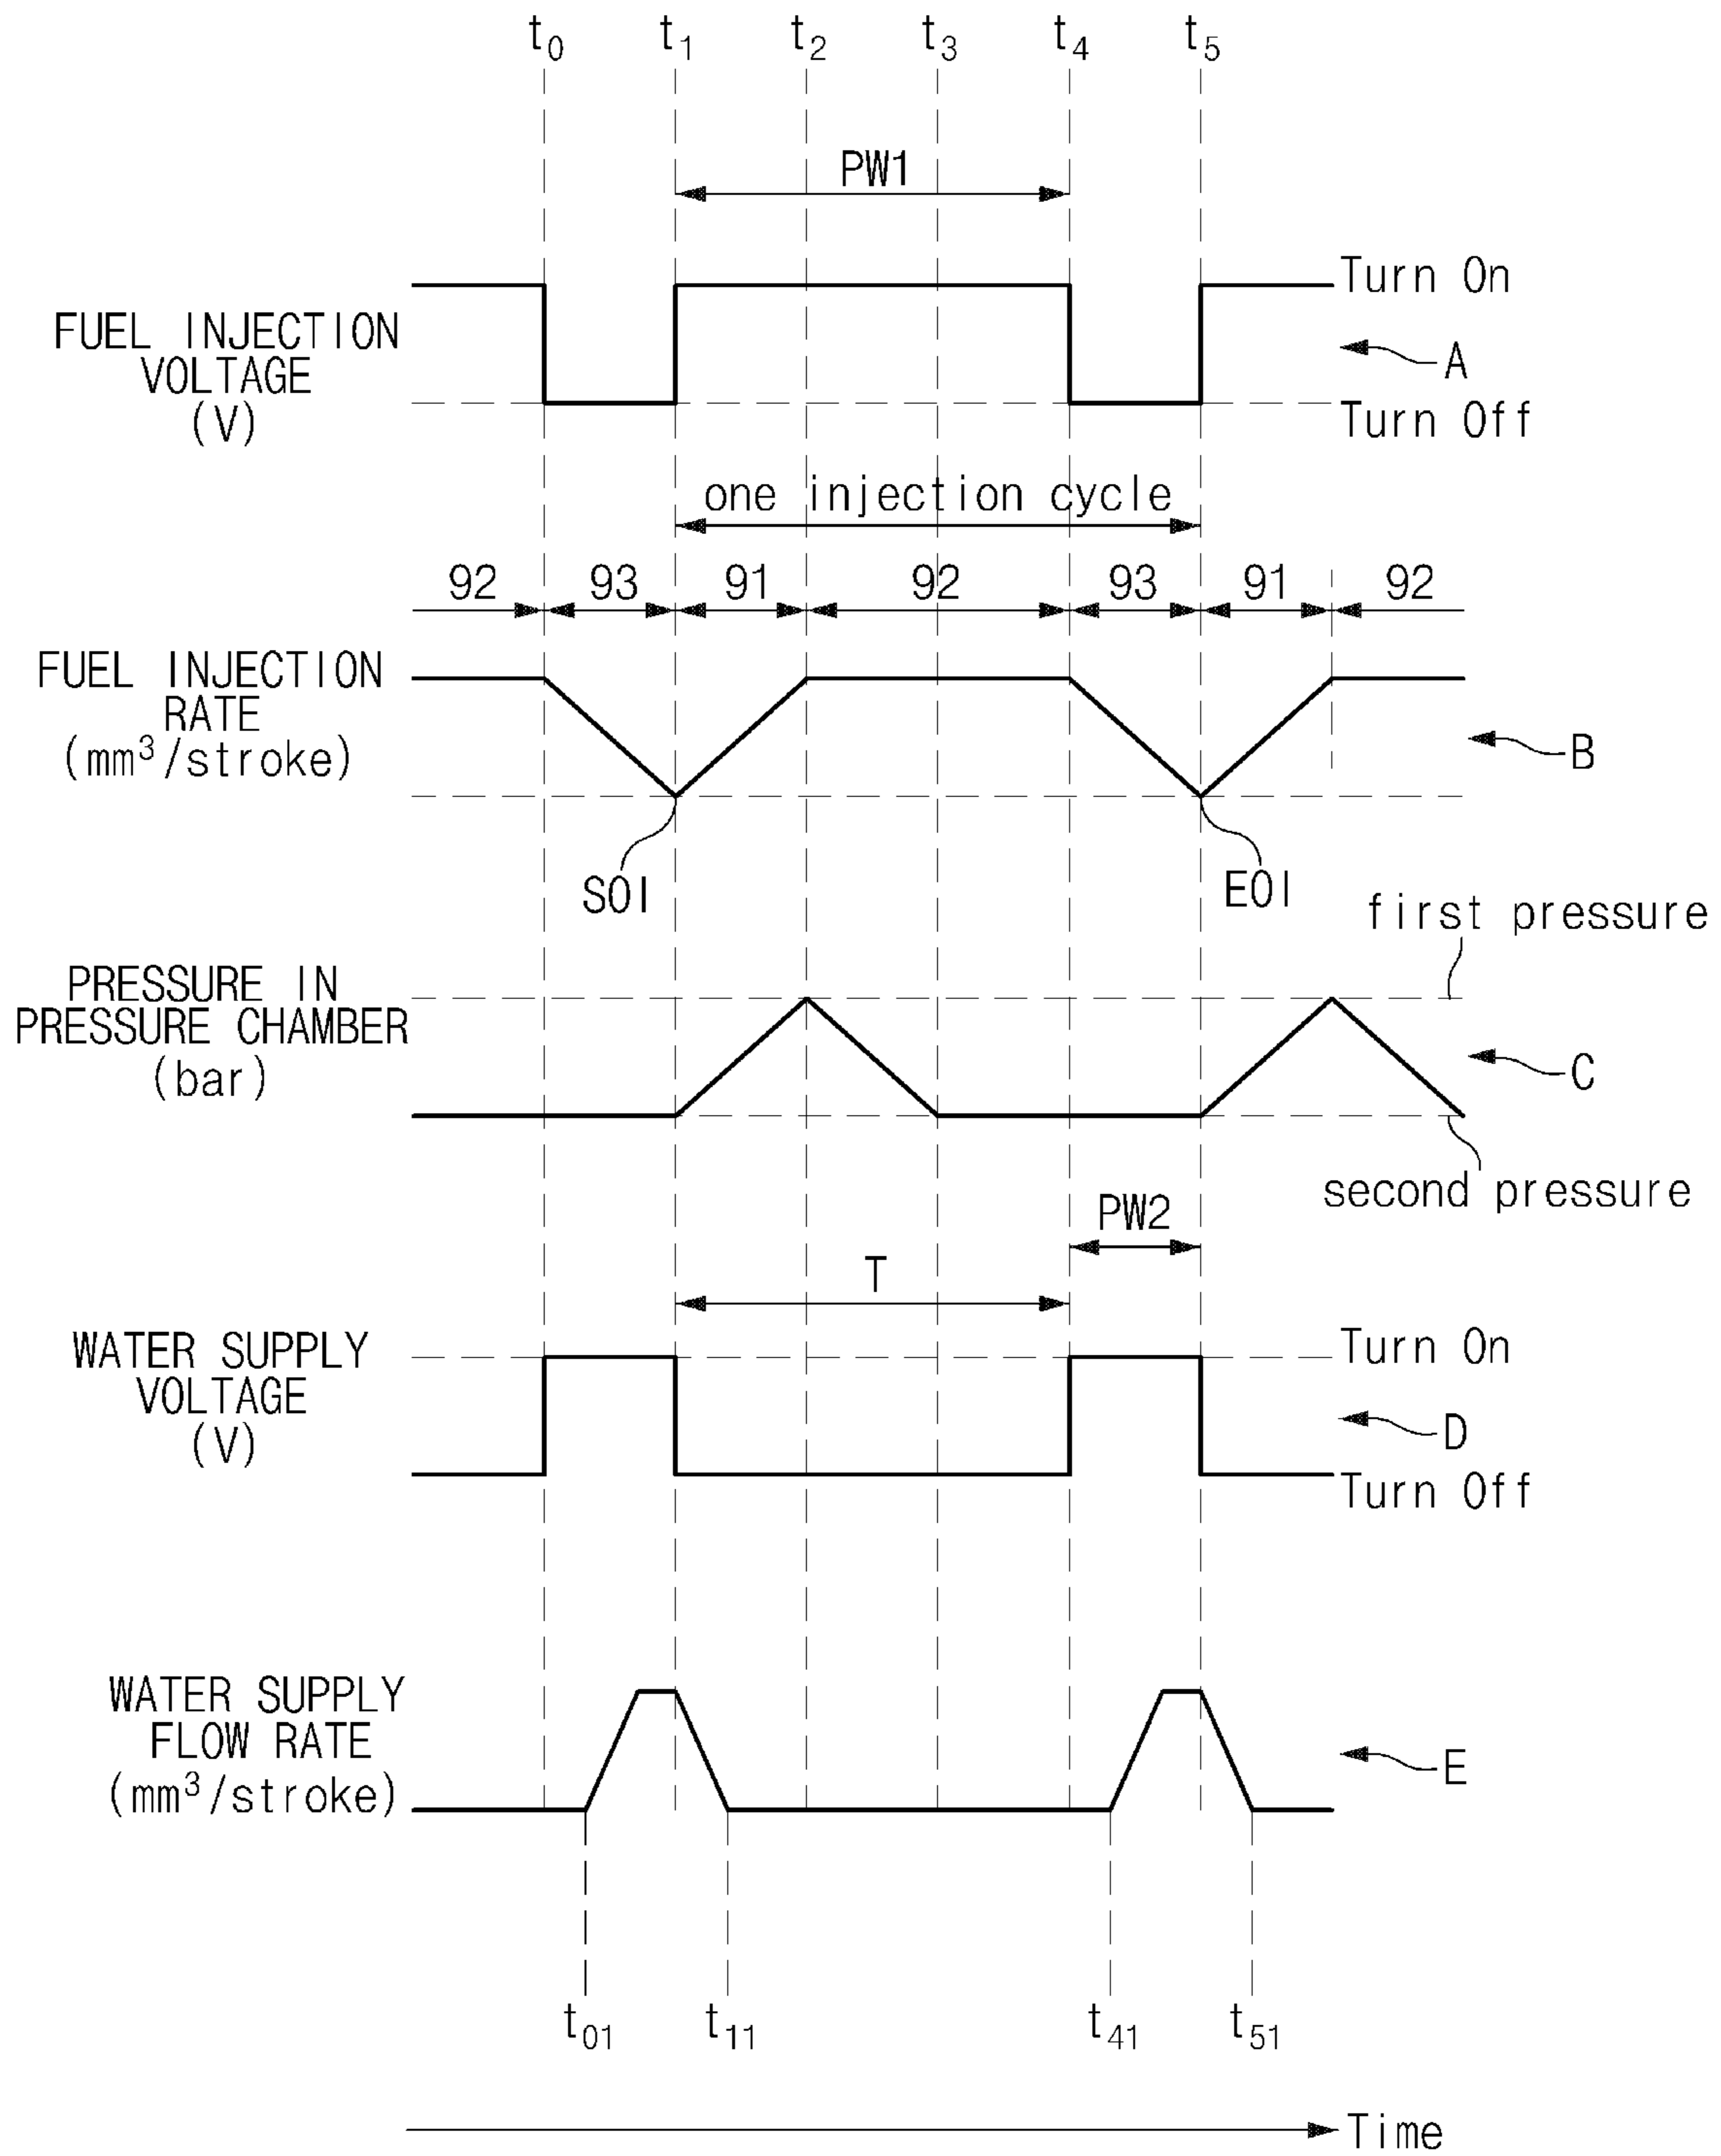 t0 t1 t2 t3 t4 t5
PW1
Turn On
FUEL INJECTION
VOLTAGE
(V)
A
Turn Off
one injection cycle
92 93 91 92 93 91 92
FUEL INJECTION
RATE
(mm³/stroke)
B
SOI
EOI
first pressure
PRESSURE IN
PRESSURE CHAMBER
(bar)
C
second pressure
PW2
T
WATER SUPPLY
VOLTAGE
(V)
Turn On
D
Turn Off
WATER SUPPLY
FLOW RATE
(mm³/stroke)
E
t01 t11 t41 t51
Time